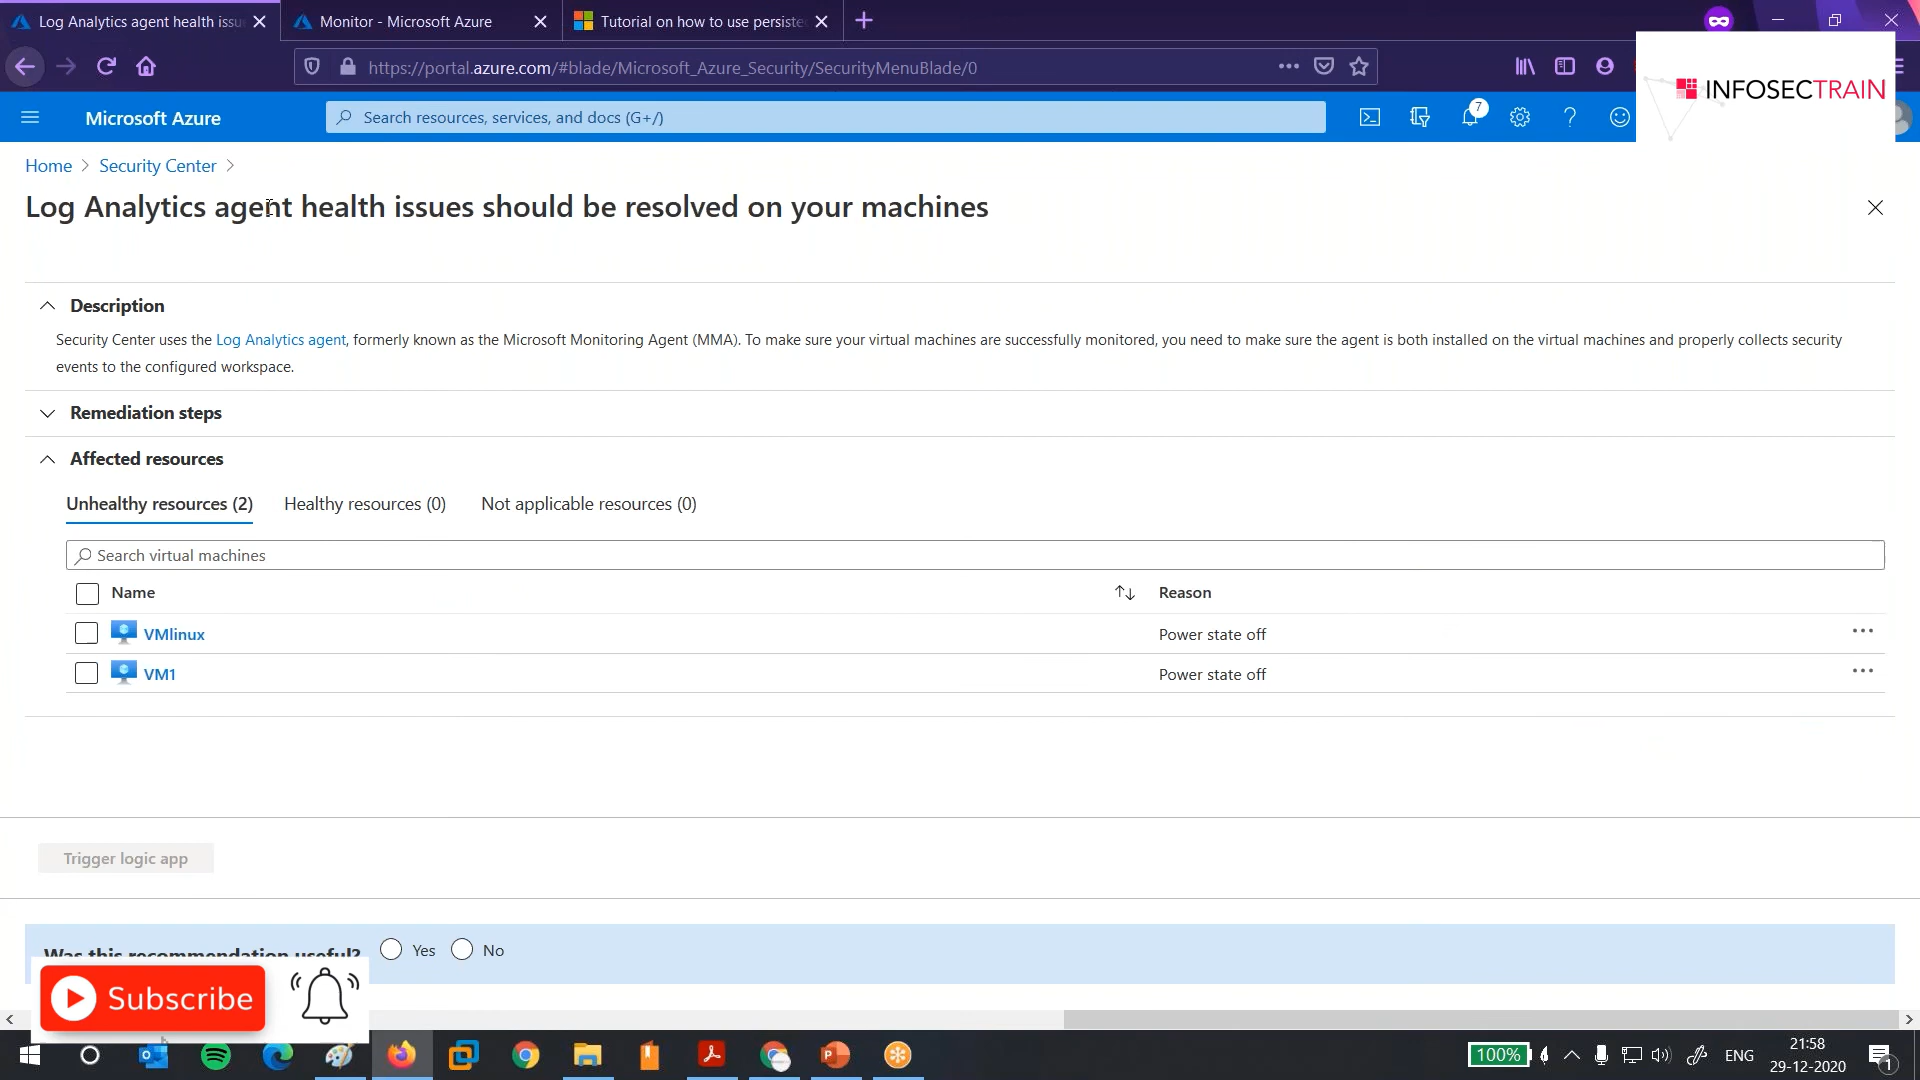 Log Analytics agent health issu
Monitor - Microsoft Azure
Tutorial on how to use persiste
https://portal.azure.com/#blade/Microsoft_Azure_Security/SecurityMenuBlade/0
INFOSECTRAIN
Microsoft Azure
Search resources, services, and docs (G+/)
7
Home > Security Center >
Log Analytics agent health issues should be resolved on your machines
Description
Security Center uses the Log Analytics agent, formerly known as the Microsoft Monitoring Agent (MMA). To make sure your virtual machines are successfully monitored, you need to make sure the agent is both installed on the virtual machines and properly collects security
events to the configured workspace.
Remediation steps
Affected resources
Unhealthy resources (2)
Healthy resources (0)
Not applicable resources (0)
Search virtual machines
Name
Reason
VMlinux
Power state off
VM1
Power state off
Trigger logic app
Was this recommendation useful?
Yes
No
Subscribe
100%
ENG
21:58
29-12-2020
1